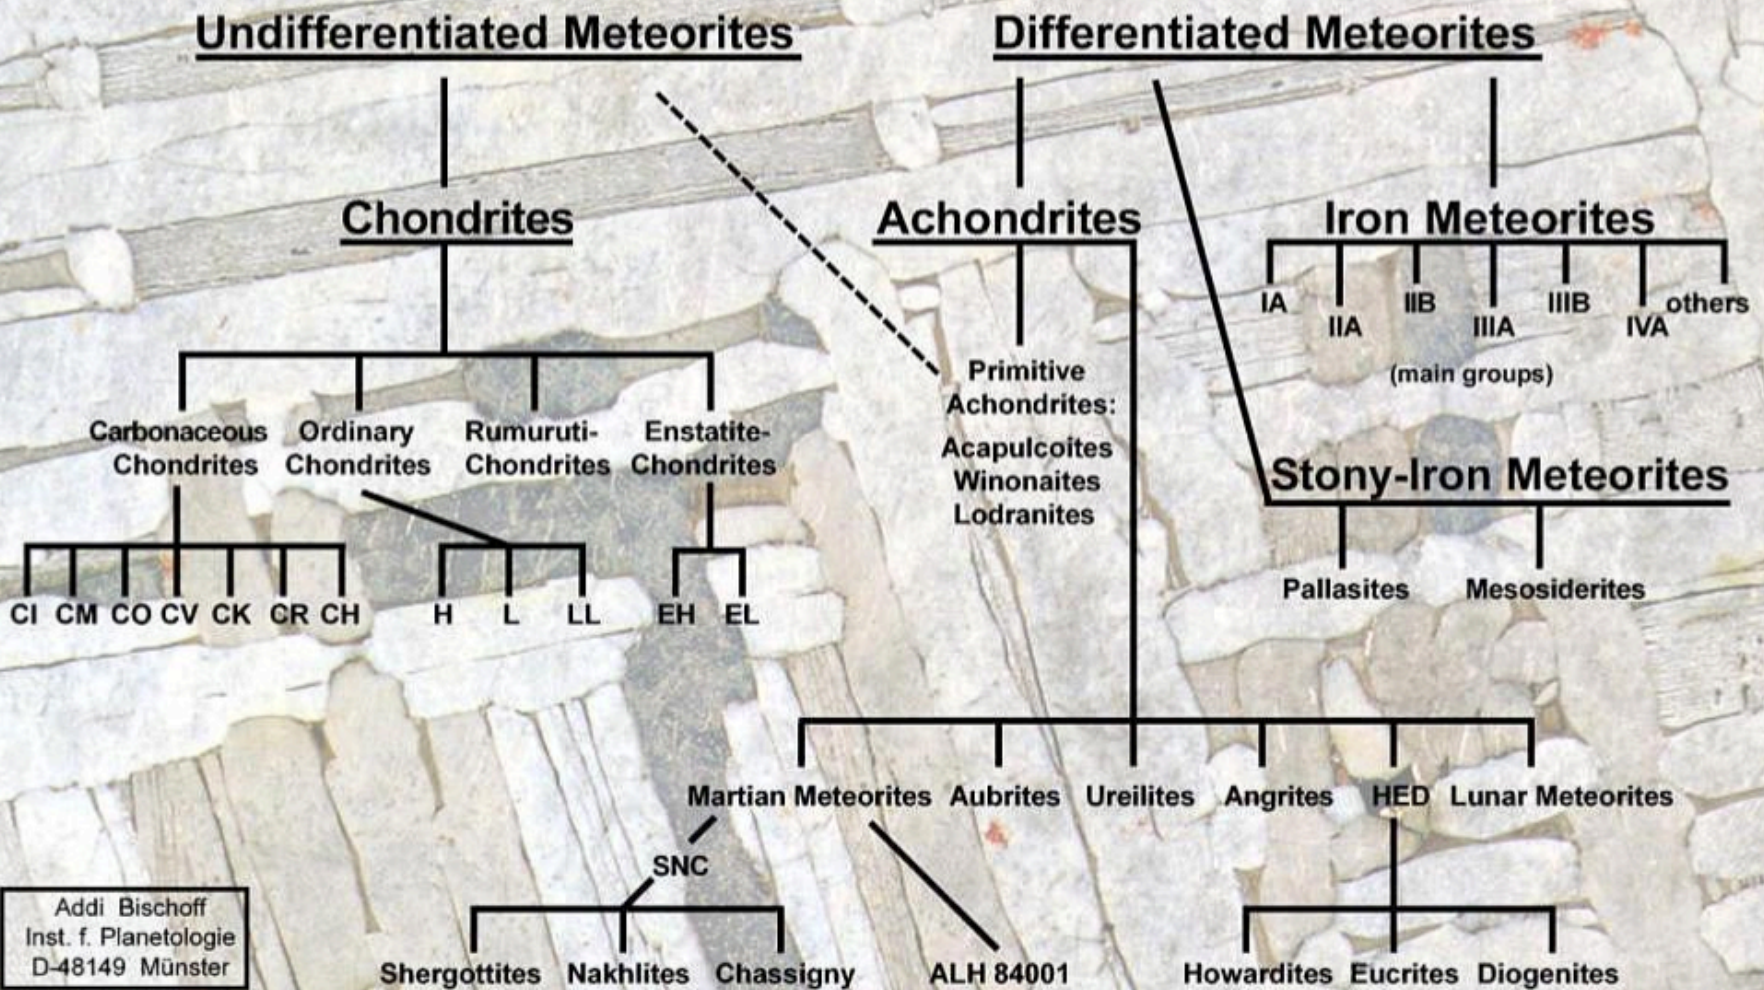 Undifferentiated Meteorites
Differentiated Meteorites
Chondrites
Achondrites
Iron Meteorites
IA
IIA
IIB
IIIA
IIIB
IVA
others
(main groups)
Primitive
Achondrites:
Acapulcoites
Winonaites
Lodranites
Carbonaceous
Chondrites
Ordinary
Chondrites
Rumuruti-
Chondrites
Enstatite-
Chondrites
Stony-Iron Meteorites
Pallasites
Mesosiderites
CI
CM
CO
CV
CK
CR
CH
H
L
LL
EH
EL
Martian Meteorites
Aubrites
Ureilites
Angrites
HED
Lunar Meteorites
SNC
Shergottites
Nakhlites
Chassigny
ALH 84001
Howardites
Eucrites
Diogenites
Addi Bischoff
Inst. f. Planetologie
D-48149 Münster